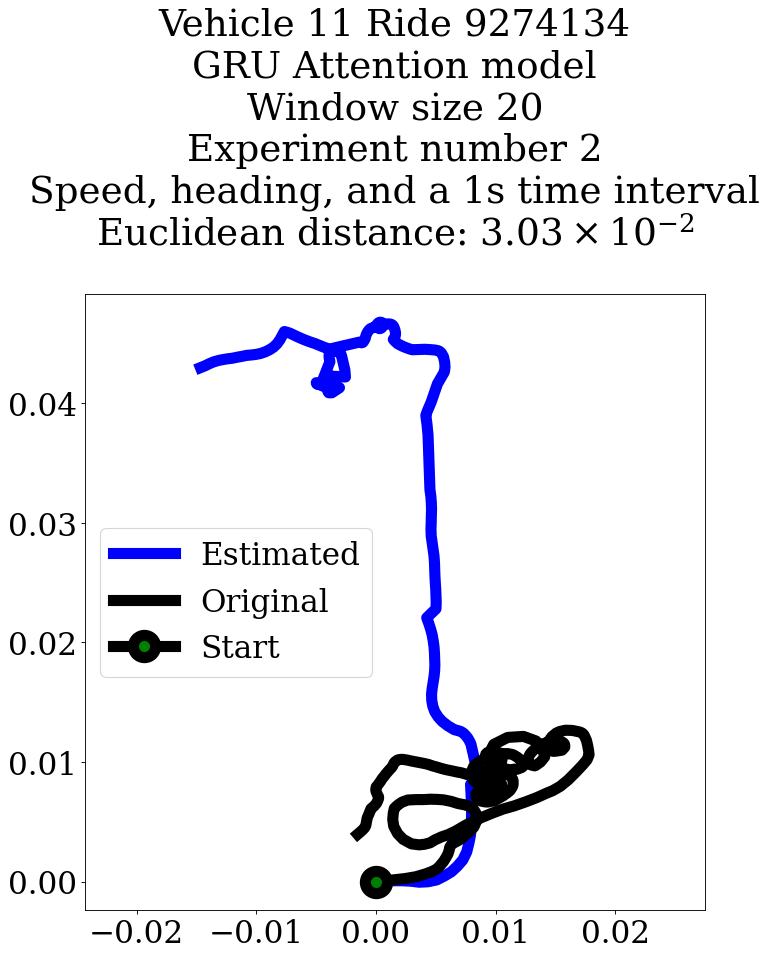 Vehicle 11 Ride 9274134
GRU Attention model
Window size 20
Experiment number 2
Speed, heading, and a 1s time interval
Euclidean distance: 3.03 × 10⁻²
0.04
0.03
0.02
0.01
0.00
Estimated
Original
Start
−0.02 −0.01 0.00 0.01 0.02